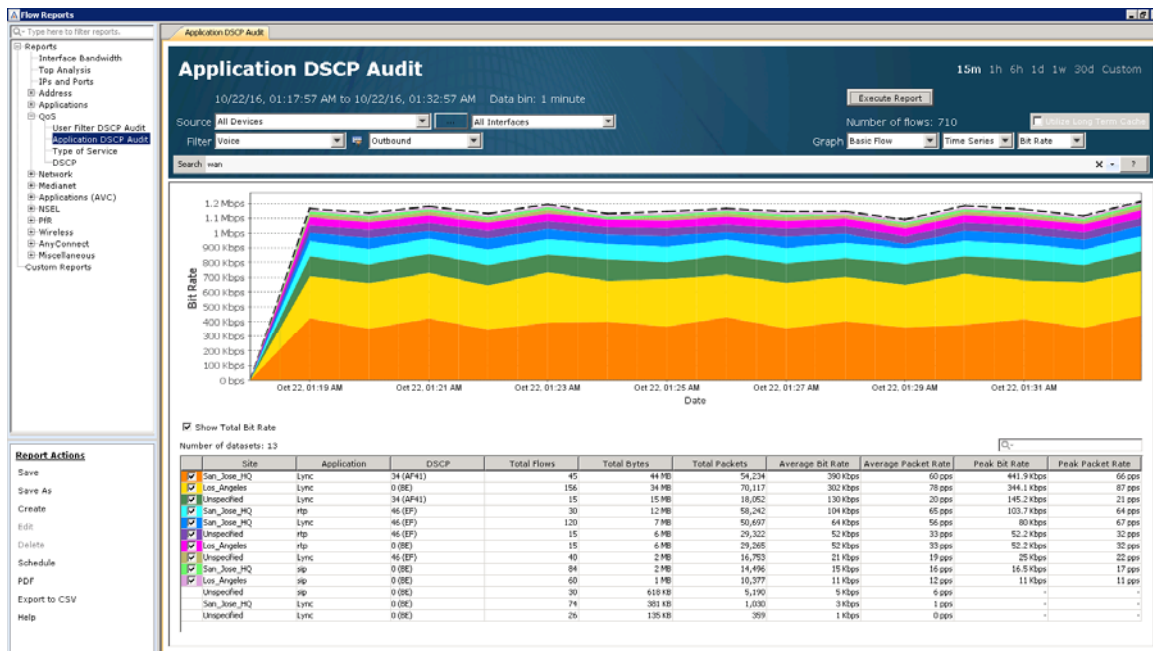 Flow Reports
Type here to filter reports.
Reports
Interface Bandwidth
Top Analysis
IPs and Ports
Address
Applications
QoS
User Filter DSCP Audit
Application DSCP Audit
Type of Service
DSCP
Network
Medianet
Applications (AVC)
NSEL
PfR
Wireless
AnyConnect
Miscellaneous
Custom Reports
Report Actions
Save
Save As
Create
Edit
Delete
Schedule
PDF
Export to CSV
Help
Application DSCP Audit
Application DSCP Audit
15m 1h 6h 1d 1w 30d Custom
10/22/16, 01:17:57 AM to 10/22/16, 01:32:57 AM Data bin: 1 minute
Execute Report
Source All Devices ... All Interfaces Number of flows: 710 Utilize Long Term Cache
Filter Voice Outbound Graph Basic Flow Time Series Bit Rate
Search wan X ?
1.2 Mbps
1.1 Mbps
1 Mbps
900 Kbps
800 Kbps
700 Kbps
600 Kbps
500 Kbps
400 Kbps
300 Kbps
200 Kbps
100 Kbps
0 bps
Bit Rate
Oct 22, 01:19 AM Oct 22, 01:21 AM Oct 22, 01:23 AM Oct 22, 01:25 AM Oct 22, 01:27 AM Oct 22, 01:29 AM Oct 22, 01:31 AM
Date
Show Total Bit Rate
Number of datasets: 13
Site Application DSCP Total Flows Total Bytes Total Packets Average Bit Rate Average Packet Rate Peak Bit Rate Peak Packet Rate
San_Jose_HQ Lync 34 (AF41) 45 44 MB 54,234 390 Kbps 60 pps 441.9 Kbps 66 pps
Los_Angeles Lync 0 (BE) 156 34 MB 70,117 302 Kbps 78 pps 344.1 Kbps 87 pps
Unspecified Lync 34 (AF41) 15 15 MB 18,052 130 Kbps 20 pps 145.2 Kbps 21 pps
San_Jose_HQ rtp 46 (EF) 30 12 MB 58,242 104 Kbps 65 pps 103.7 Kbps 64 pps
San_Jose_HQ Lync 46 (EF) 120 7 MB 50,697 64 Kbps 56 pps 80 Kbps 67 pps
Unspecified rtp 46 (EF) 15 6 MB 29,322 52 Kbps 33 pps 52.2 Kbps 32 pps
Los_Angeles rtp 0 (BE) 15 6 MB 29,265 52 Kbps 33 pps 52.2 Kbps 32 pps
Unspecified Lync 46 (EF) 40 2 MB 16,753 21 Kbps 19 pps 25 Kbps 22 pps
San_Jose_HQ sip 0 (BE) 84 2 MB 14,496 15 Kbps 16 pps 16.5 Kbps 17 pps
Los_Angeles sip 0 (BE) 60 1 MB 10,377 11 Kbps 12 pps 11 Kbps 11 pps
Unspecified sip 0 (BE) 30 618 KB 5,190 5 Kbps 6 pps - -
San_Jose_HQ Lync 0 (BE) 74 381 KB 1,030 3 Kbps 1 pps - -
Unspecified Lync 0 (BE) 26 135 KB 359 1 Kbps 0 pps - -